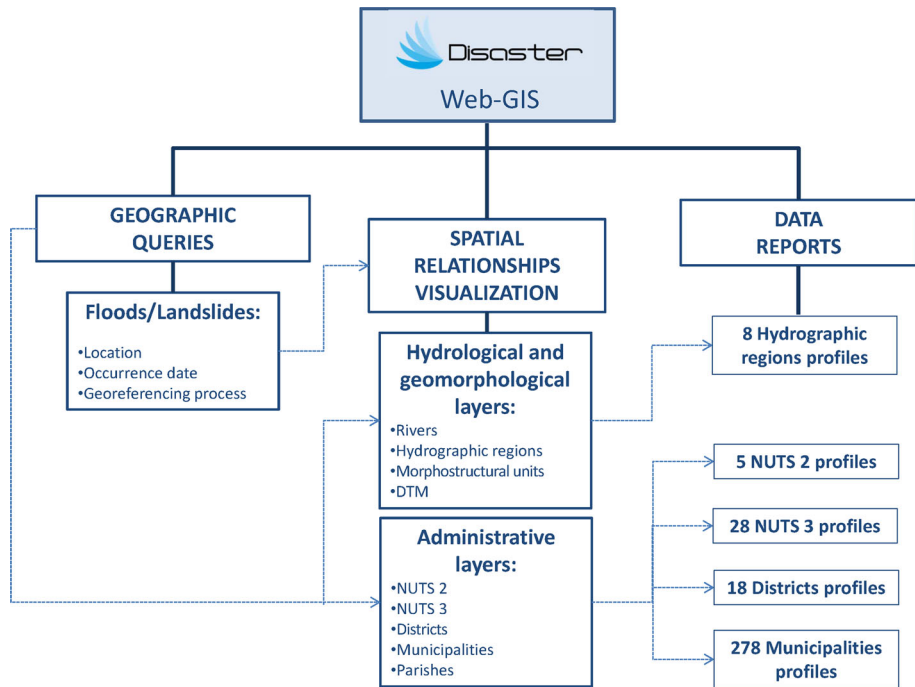 Disaster
Web-GIS
GEOGRAPHIC
QUERIES
Floods/Landslides:
•Location
•Occurrence date
•Georeferencing process
SPATIAL
RELATIONSHIPS
VISUALIZATION
Hydrological and
geomorphological
layers:
•Rivers
•Hydrographic regions
•Morphostructural units
•DTM
Administrative
layers:
•NUTS 2
•NUTS 3
•Districts
•Municipalities
•Parishes
DATA
REPORTS
8 Hydrographic
regions profiles
5 NUTS 2 profiles
28 NUTS 3 profiles
18 Districts profiles
278 Municipalities
profiles